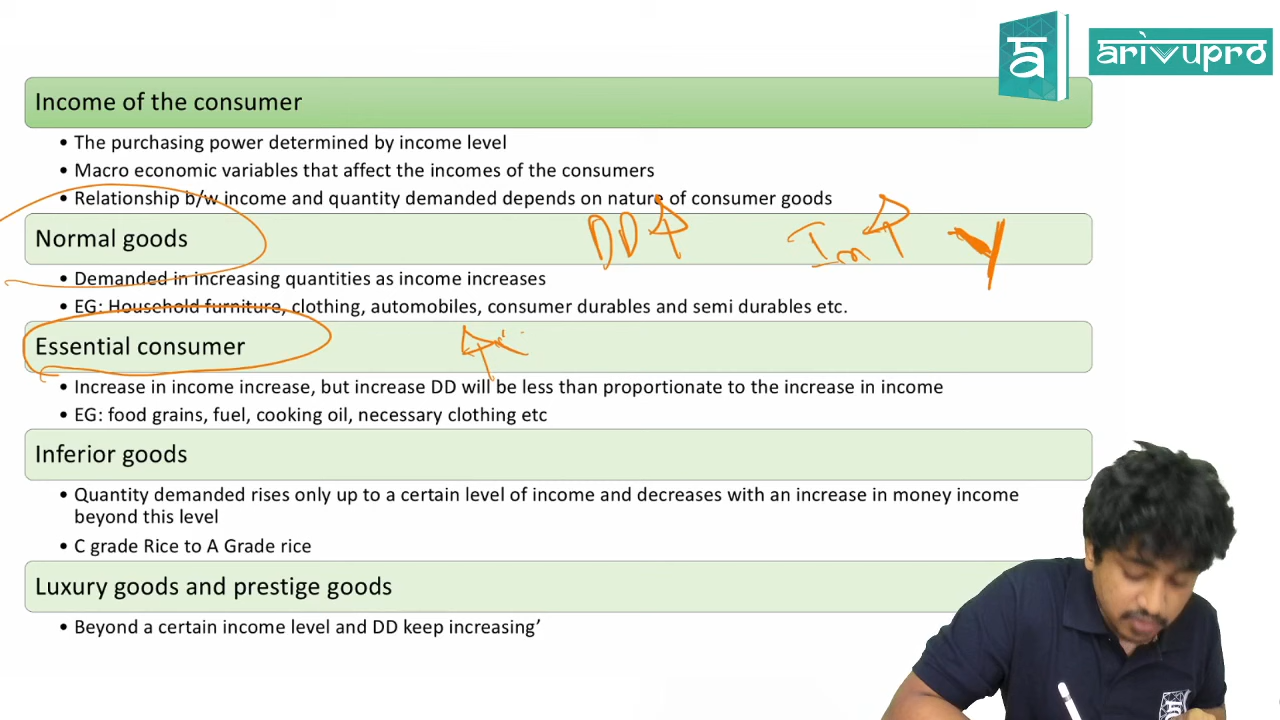 arivupro
Income of the consumer
• The purchasing power determined by income level
• Macro economic variables that affect the incomes of the consumers
• Relationship b/w income and quantity demanded depends on nature of consumer goods
Normal goods
DD Im Y
• Demanded in increasing quantities as income increases
• EG: Household furniture, clothing, automobiles, consumer durables and semi durables etc.
Essential consumer
• Increase in income increase, but increase DD will be less than proportionate to the increase in income
• EG: food grains, fuel, cooking oil, necessary clothing etc
Inferior goods
• Quantity demanded rises only up to a certain level of income and decreases with an increase in money income
beyond this level
• C grade Rice to A Grade rice
Luxury goods and prestige goods
• Beyond a certain income level and DD keep increasing’